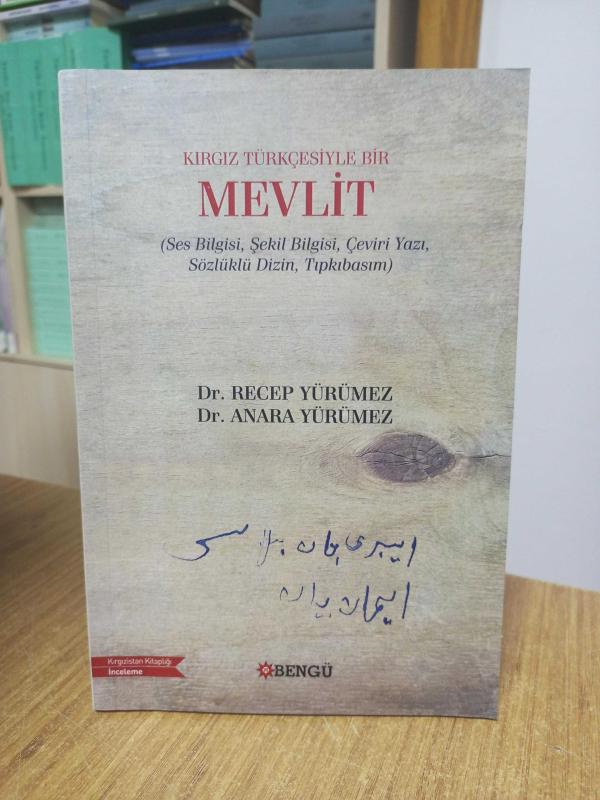 KIRGIZ TÜRKÇESİYLE BİR
MEVLİT
(Ses Bilgisi, Şekil Bilgisi, Çeviri Yazı,
Sözlüklü Dizin, Tıpkıbasım)
Dr. RECEP YÜRÜMEZ
Dr. ANARA YÜRÜMEZ
ایمان
Kırgızistan Kitaplığı
İnceleme
BENGÜ